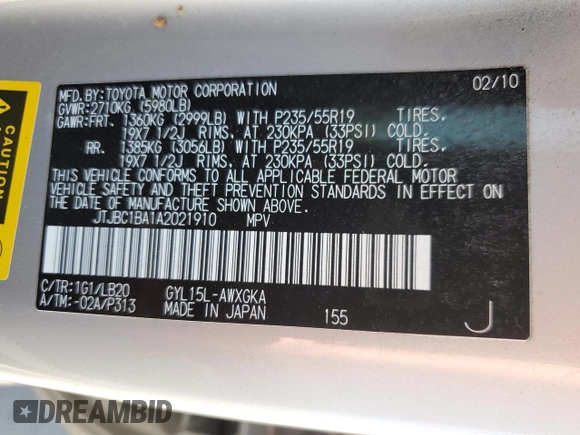 MFD.BY:TOYOTA MOTOR CORPORATION 02/10
GVWR:2710KG (5980LB)
GAWR:FRT. 1360KG (2999LB) WITH P235/55R19 TIRES.
19X7 1/2J RIMS. AT 230KPA (33PSI) COLD.
RR. 1385KG (3056LB) WITH P235/55R19 TIRES.
19X7 1/2J RIMS. AT 230KPA (33PSI) COLD.
THIS VEHICLE CONFORMS TO ALL APPLICABLE FEDERAL MOTOR
VEHICLE SAFETY AND THEFT PREVENTION STANDARDS IN EFFECT ON
THE DATE OF MANUFACTURE SHOWN ABOVE.
JTJBC1BA1A2021910 MPV
C/TR:1G1/LB20 GYL15L-AWXGKA
A/TM:-02A/P313 MADE IN JAPAN 155 J
CAUTION
DREAMBID